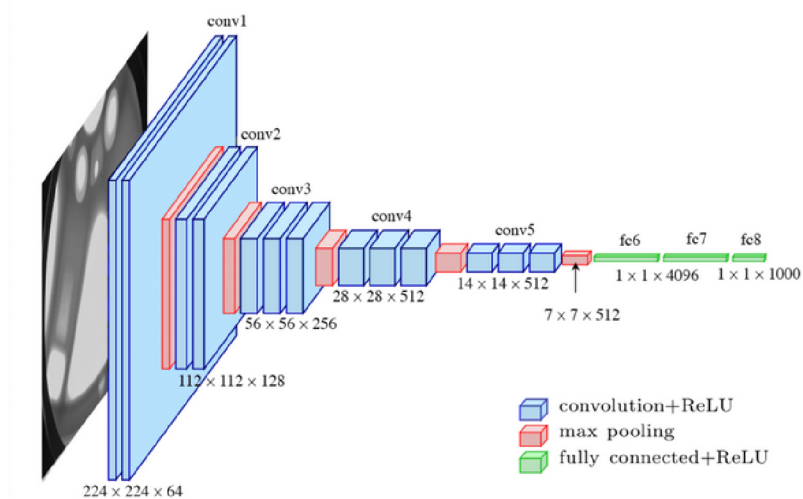 conv1
conv2
conv3
conv4
conv5
fc6
fc7
fc8
1 × 1 × 4096
1 × 1 × 1000
28 × 28 × 512
14 × 14 × 512
7 × 7 × 512
56 × 56 × 256
112 × 112 × 128
224 × 224 × 64
convolution+ReLU
max pooling
fully connected+ReLU